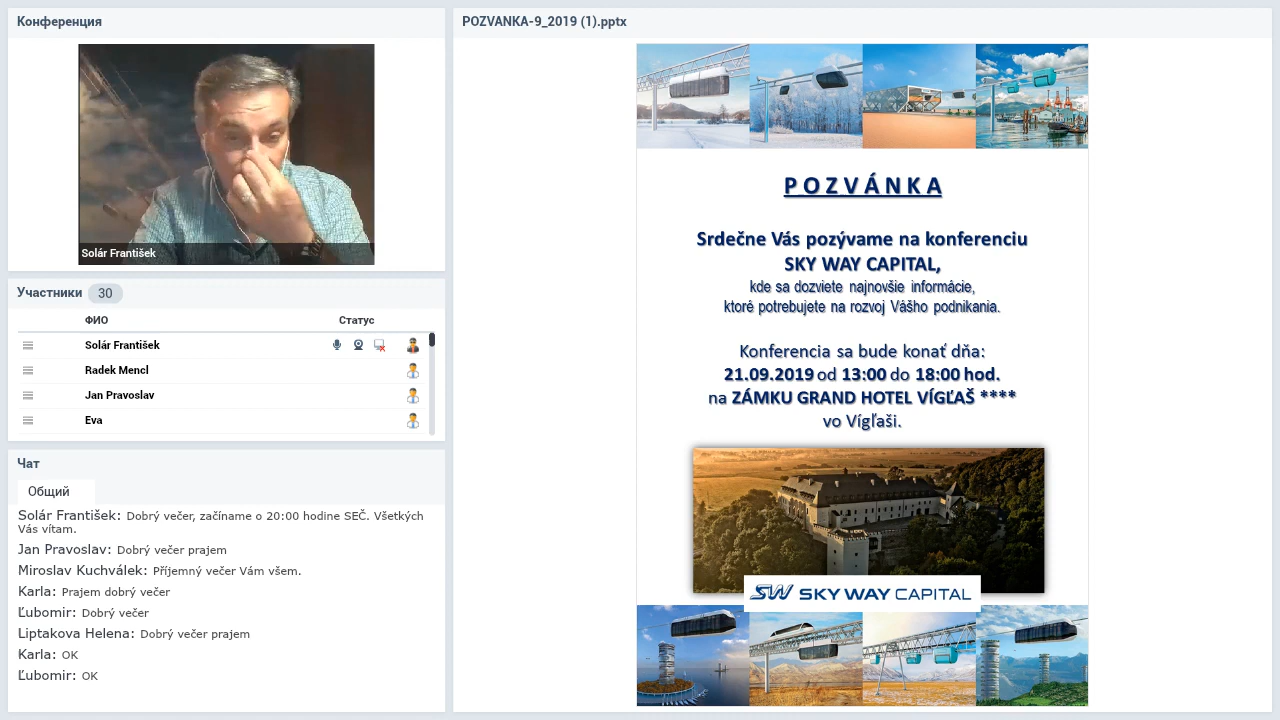 Конференция
Solár František
Участники 30
ФИО Статус
Solár František
Radek Mencl
Jan Pravoslav
Eva
Чат
Общий
Solár František: Dobrý večer, začíname o 20:00 hodine SEČ. Všetkých
Vás vítam.
Jan Pravoslav: Dobrý večer prajem
Miroslav Kuchválek: Příjemný večer Vám všem.
Karla: Prajem dobrý večer
Ľubomir: Dobrý večer
Liptakova Helena: Dobrý večer prajem
Karla: OK
Ľubomir: OK
POZVANKA-9_2019 (1).pptx
P O Z V Á N K A
Srdečne Vás pozývame na konferenciu
SKY WAY CAPITAL,
kde sa dozviete najnovšie informácie,
ktoré potrebujete na rozvoj Vášho podnikania.
Konferencia sa bude konať dňa:
21.09.2019 od 13:00 do 18:00 hod.
na ZÁMKU GRAND HOTEL VÍGĽAŠ ****
vo Vígľaši.
SW SKY WAY CAPITAL